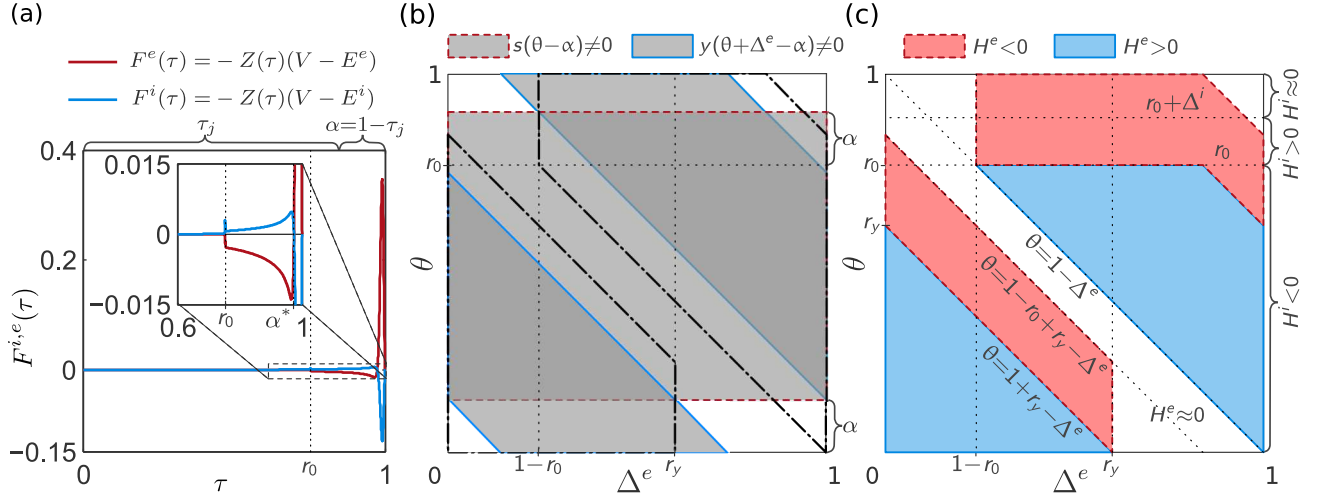 (a)
F^e(τ) = − Z(τ)(V − E^e)
F^i(τ) = − Z(τ)(V − E^i)
τ_j
α=1−τ_j
0.4
0.2
0
−0.15
F^{i,e}(τ)
0.015
0
−0.015
0.6
r_0
α^*
1
0
r_0
1
τ
(b)
s(θ−α)≠0
y(θ+Δ^e−α)≠0
1
r_0
θ
0
1−r_0
r_y
1
Δ^e
α
α
(c)
H^e<0
H^e>0
1
r_0
r_y
θ
0
1−r_0
r_y
1
Δ^e
r_0+Δ^i
r_0
θ=1−Δ^e
θ=1−r_0+r_y−Δ^e
θ=1+r_y−Δ^e
H^e≈0
H^i≈0
H^i>0
H^i<0